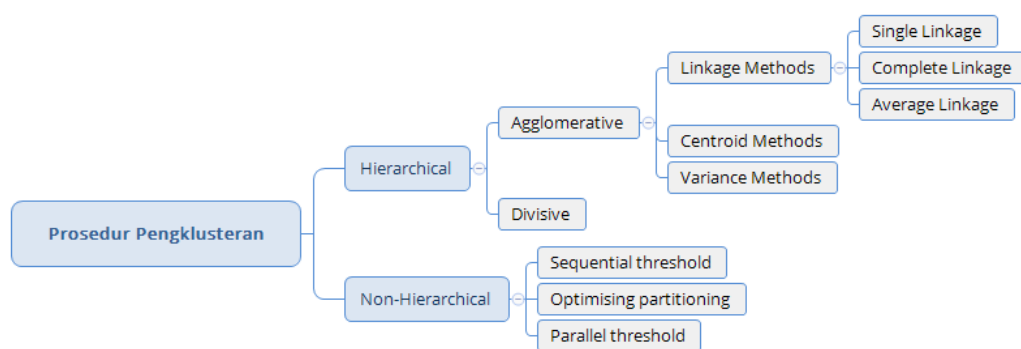 Prosedur Pengklusteran
Hierarchical
Agglomerative
Linkage Methods
Single Linkage
Complete Linkage
Average Linkage
Centroid Methods
Variance Methods
Divisive
Non-Hierarchical
Sequential threshold
Optimising partitioning
Parallel threshold